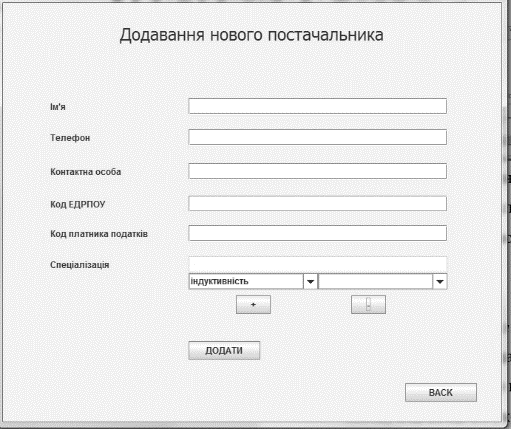 Додавання нового постачальника
Ім'я
Телефон
Контактна особа
Код ЕДРПОУ
Код платника податків
Спеціалізація
індуктивність
+ -
ДОДАТИ
BACK